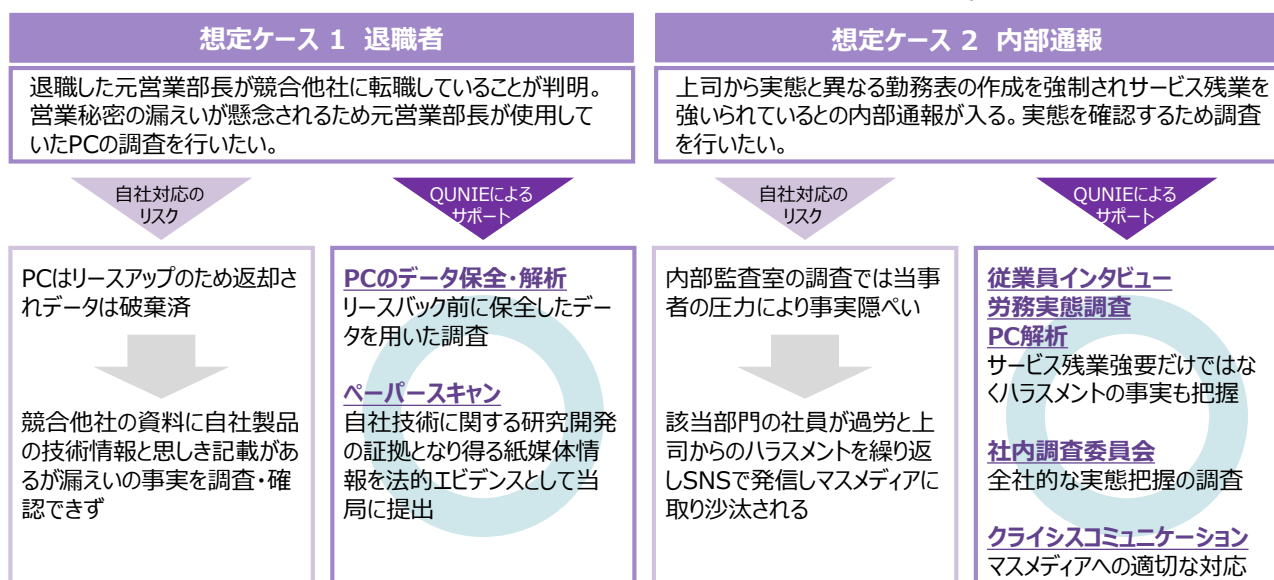 想定ケース 1 退職者
退職した元営業部長が競合他社に転職していることが判明。
営業秘密の漏えいが懸念されるため元営業部長が使用して
いたPCの調査を行いたい。
自社対応の
リスク
QUNIEによる
サポート
PCはリースアップのため返却さ
れデータは破棄済
競合他社の資料に自社製品
の技術情報と思しき記載があ
るが漏えいの事実を調査・確
認できず
PCのデータ保全・解析
リースバック前に保全したデー
タを用いた調査
ペーパースキャン
自社技術に関する研究開発
の証拠となり得る紙媒体情
報を法的エビデンスとして当
局に提出
想定ケース 2 内部通報
上司から実態と異なる勤務表の作成を強制されサービス残業を
強いられているとの内部通報が入る。実態を確認するため調査
を行いたい。
自社対応の
リスク
QUNIEによる
サポート
内部監査室の調査では当事
者の圧力により事実隠ぺい
該当部門の社員が過労と上
司からのハラスメントを繰り返
しSNSで発信しマスメディアに
取り沙汰される
従業員インタビュー
労務実態調査
PC解析
サービス残業強要だけではな
くハラスメントの事実も把握
社内調査委員会
全社的な実態把握の調査
クライシスコミュニケーション
マスメディアへの適切な対応